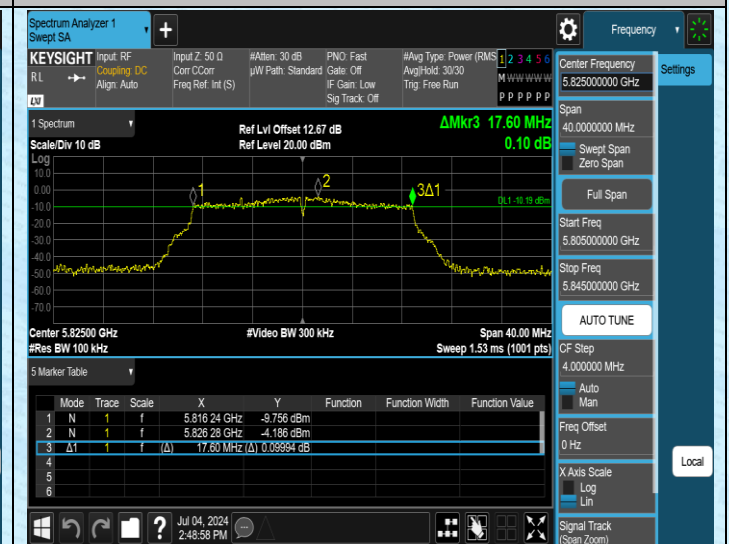 Spectrum Analyzer 1
Swept SA
+
Frequency
KEYSIGHT
RL
LXI
Input: RF
Coupling: DC
Align: Auto
Input Z: 50 Ω
Corr CCorr
Freq Ref: Int (S)
#Atten: 30 dB
µW Path: Standard
PNO: Fast
Gate: Off
IF Gain: Low
Sig Track: Off
#Avg Type: Power (RMS
Avg|Hold: 30/30
Trig: Free Run
1 2 3 4 5 6
M W W W W W
P P P P P P
1 Spectrum
Scale/Div 10 dB
Ref Lvl Offset 12.67 dB
Ref Level 20.00 dBm
ΔMkr3 17.60 MHz
0.10 dB
Log
10.0
0.00
-10.0
-20.0
-30.0
-40.0
-50.0
-60.0
-70.0
1
2
3Δ1
DL1 -10.19 dBm
Center 5.82500 GHz
#Res BW 100 kHz
#Video BW 300 kHz
Span 40.00 MHz
Sweep 1.53 ms (1001 pts)
5 Marker Table
Mode Trace Scale X Y Function Function Width Function Value
1 N 1 f 5.816 24 GHz -9.756 dBm
2 N 1 f 5.826 28 GHz -4.186 dBm
3 Δ1 1 f (Δ) 17.60 MHz (Δ) 0.09994 dB
4
5
6
?
Jul 04, 2024
2:48:58 PM
Center Frequency
5.825000000 GHz
Settings
Span
40.0000000 MHz
Swept Span
Zero Span
Full Span
Start Freq
5.805000000 GHz
Stop Freq
5.845000000 GHz
AUTO TUNE
CF Step
4.000000 MHz
Auto
Man
Freq Offset
0 Hz
X Axis Scale
Log
Lin
Local
Signal Track
(Span Zoom)